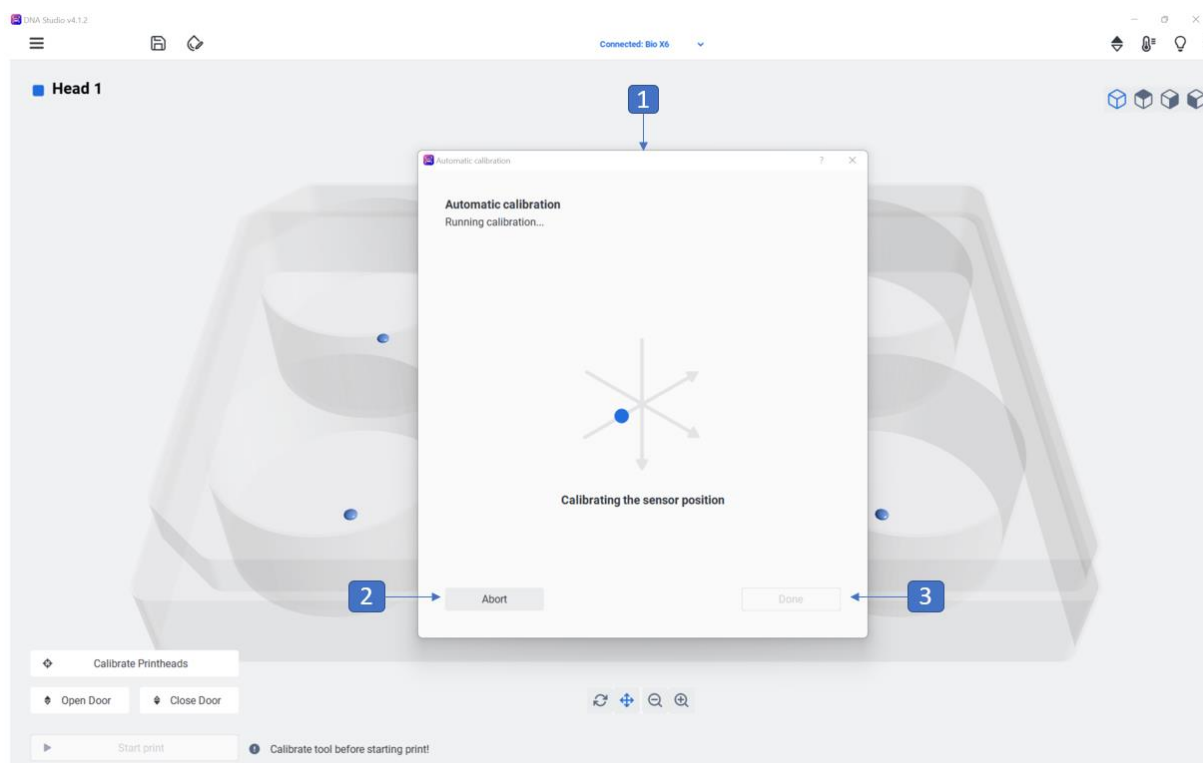 DNA Studio v4.1.2
Connected: Bio X6
Head 1
1
Automatic calibration
?
Automatic calibration
Running calibration...
Calibrating the sensor position
2
Abort
Done
3
Calibrate Printheads
Open Door
Close Door
Start print
Calibrate tool before starting print!